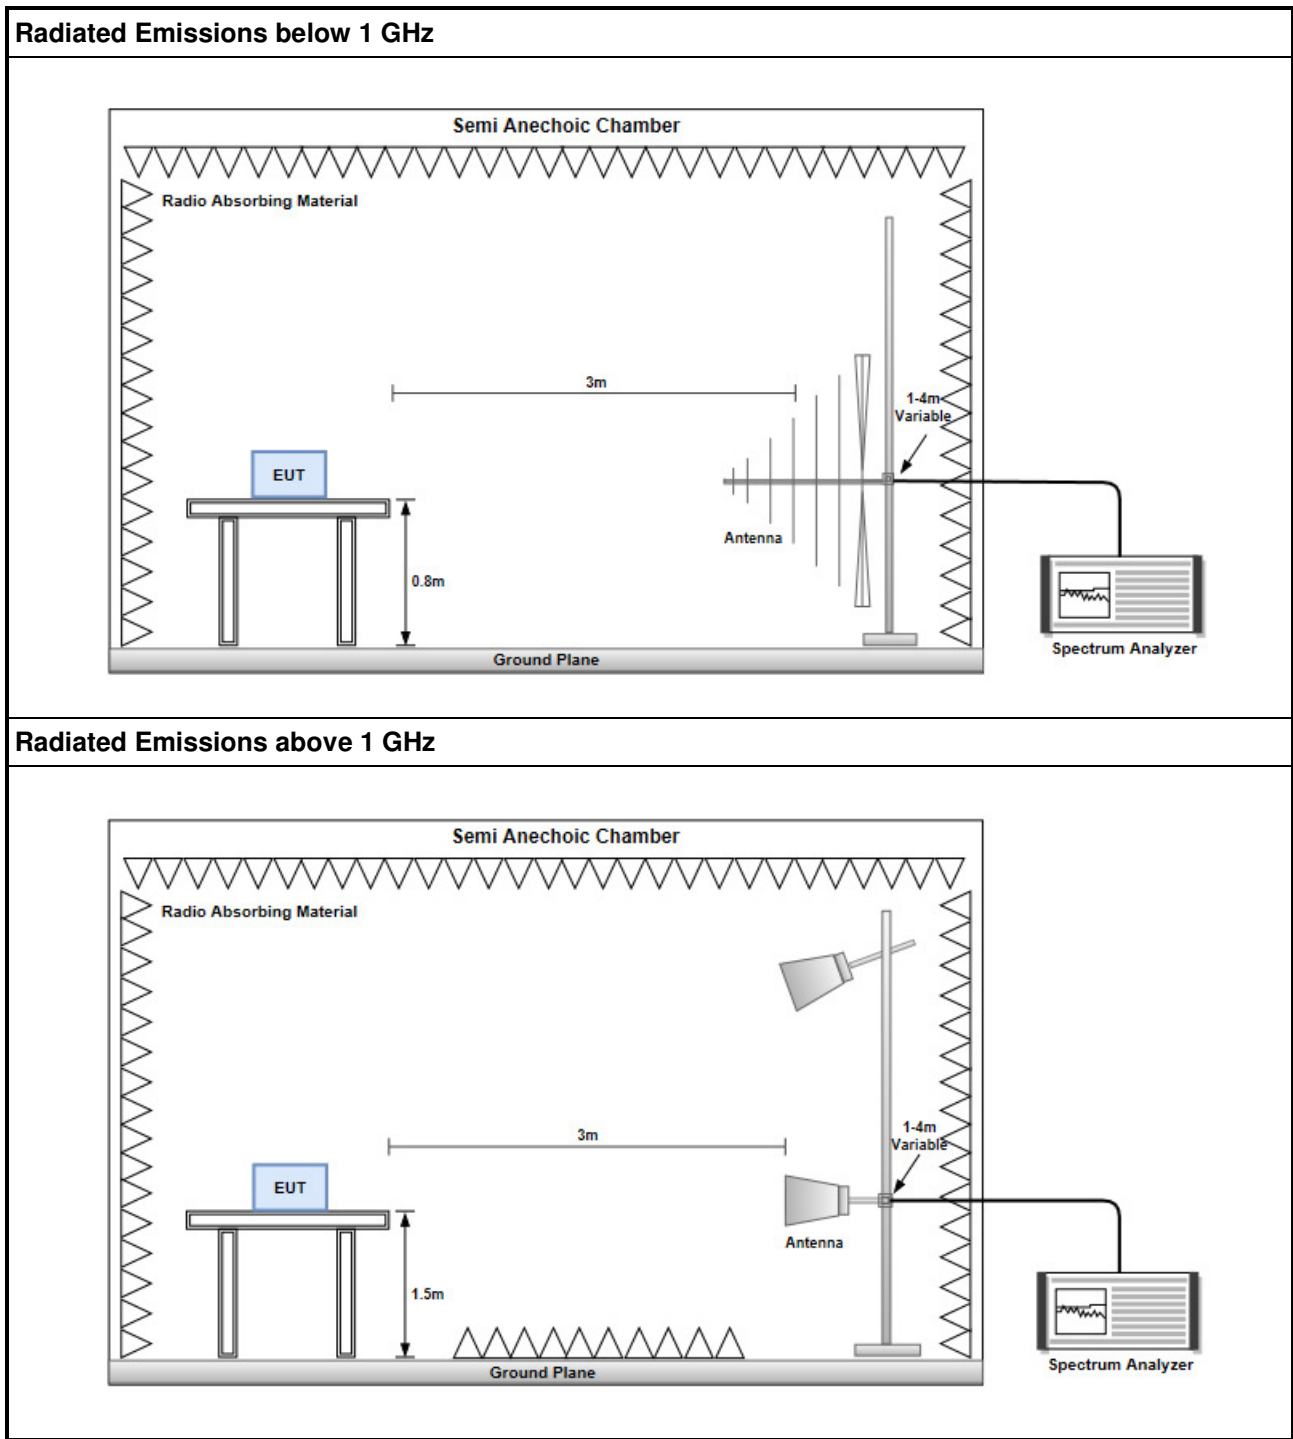 Radiated Emissions below 1 GHz
Semi Anechoic Chamber
Radio Absorbing Material
3m
1-4m
Variable
EUT
Antenna
0.8m
Ground Plane
Spectrum Analyzer
Radiated Emissions above 1 GHz
Semi Anechoic Chamber
Radio Absorbing Material
3m
1-4m
Variable
EUT
Antenna
1.5m
Ground Plane
Spectrum Analyzer